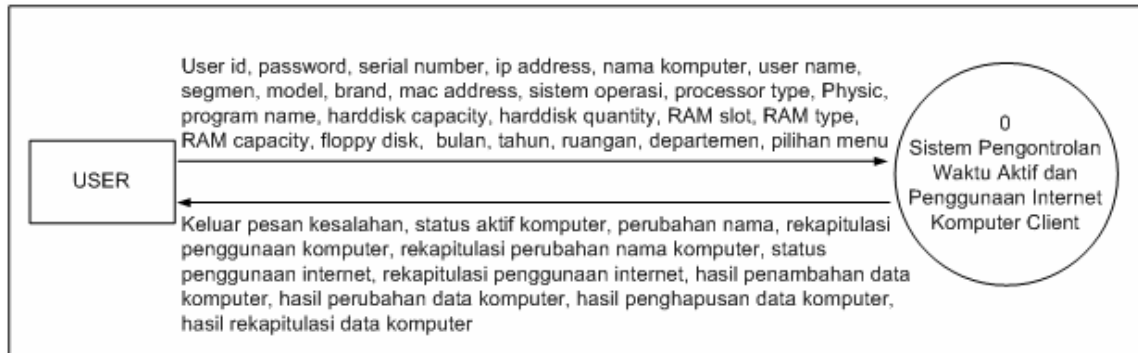 User id, password, serial number, ip address, nama komputer, user name,
segmen, model, brand, mac address, sistem operasi, processor type, Physic,
program name, harddisk capacity, harddisk quantity, RAM slot, RAM type,
RAM capacity, floppy disk, bulan, tahun, ruangan, departemen, pilihan menu
USER
0
Sistem Pengontrolan
Waktu Aktif dan
Penggunaan Internet
Komputer Client
Keluar pesan kesalahan, status aktif komputer, perubahan nama, rekapitulasi
penggunaan komputer, rekapitulasi perubahan nama komputer, status
penggunaan internet, rekapitulasi penggunaan internet, hasil penambahan data
komputer, hasil perubahan data komputer, hasil penghapusan data komputer,
hasil rekapitulasi data komputer